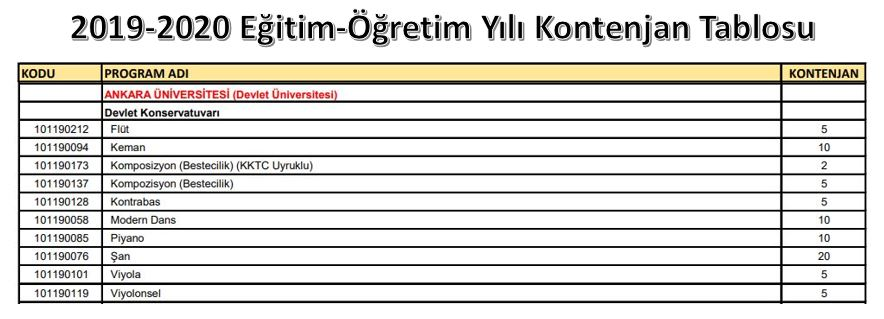 2019-2020 Eğitim-Öğretim Yılı Kontenjan Tablosu
KODU PROGRAM ADI KONTENJAN
ANKARA ÜNİVERSİTESİ (Devlet Üniversitesi)
Devlet Konservatuvarı
101190212 Flüt 5
101190094 Keman 10
101190173 Komposizyon (Bestecilik) (KKTC Uyruklu) 2
101190137 Kompozisyon (Bestecilik) 5
101190128 Kontrabas 5
101190058 Modern Dans 10
101190085 Piyano 10
101190076 Şan 20
101190101 Viyola 5
101190119 Viyolonsel 5